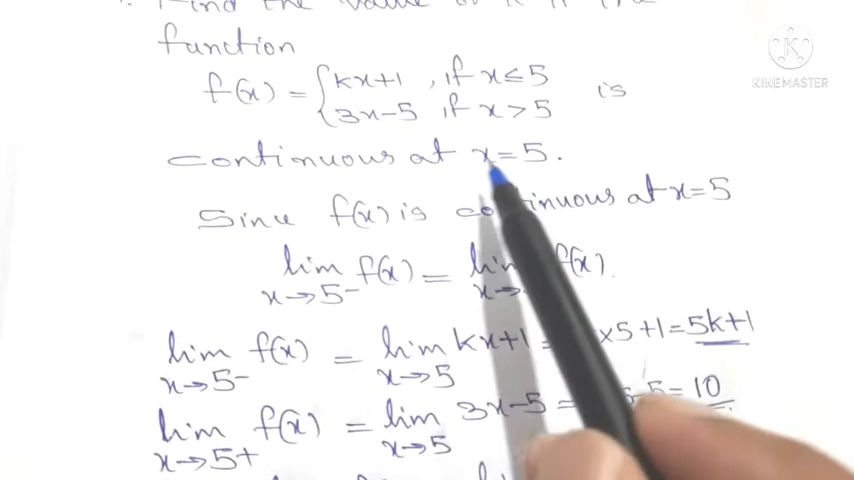 function
f(x) = { kx+1 , if x ≤ 5
3x-5 if x > 5 is
continuous at x = 5.
Since f(x) is continuous at x = 5
lim x→5- f(x) = lim f(x).
lim x→5- f(x) = lim x→5 kx+1 = x5+1 = 5k+1
lim x→5+ f(x) = lim x→5 3x-5 = -5 = 10
K
KINEMASTER